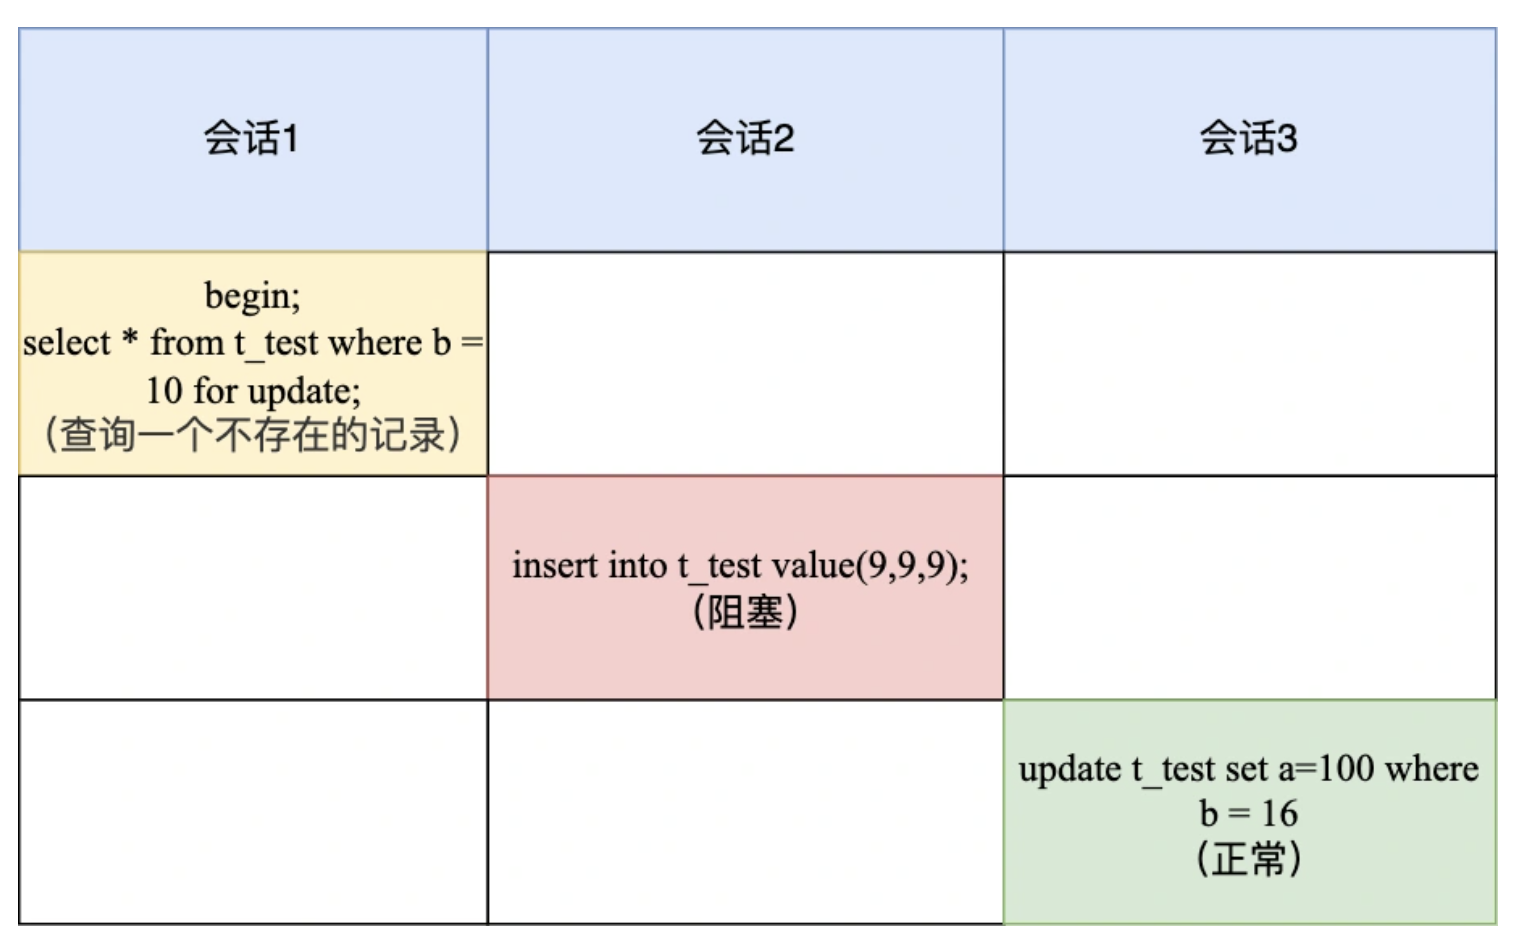 会话1
会话2
会话3
begin;
select * from t_test where b =
10 for update;
（查询一个不存在的记录）
insert into t_test value(9,9,9);
（阻塞）
update t_test set a=100 where
b = 16
（正常）